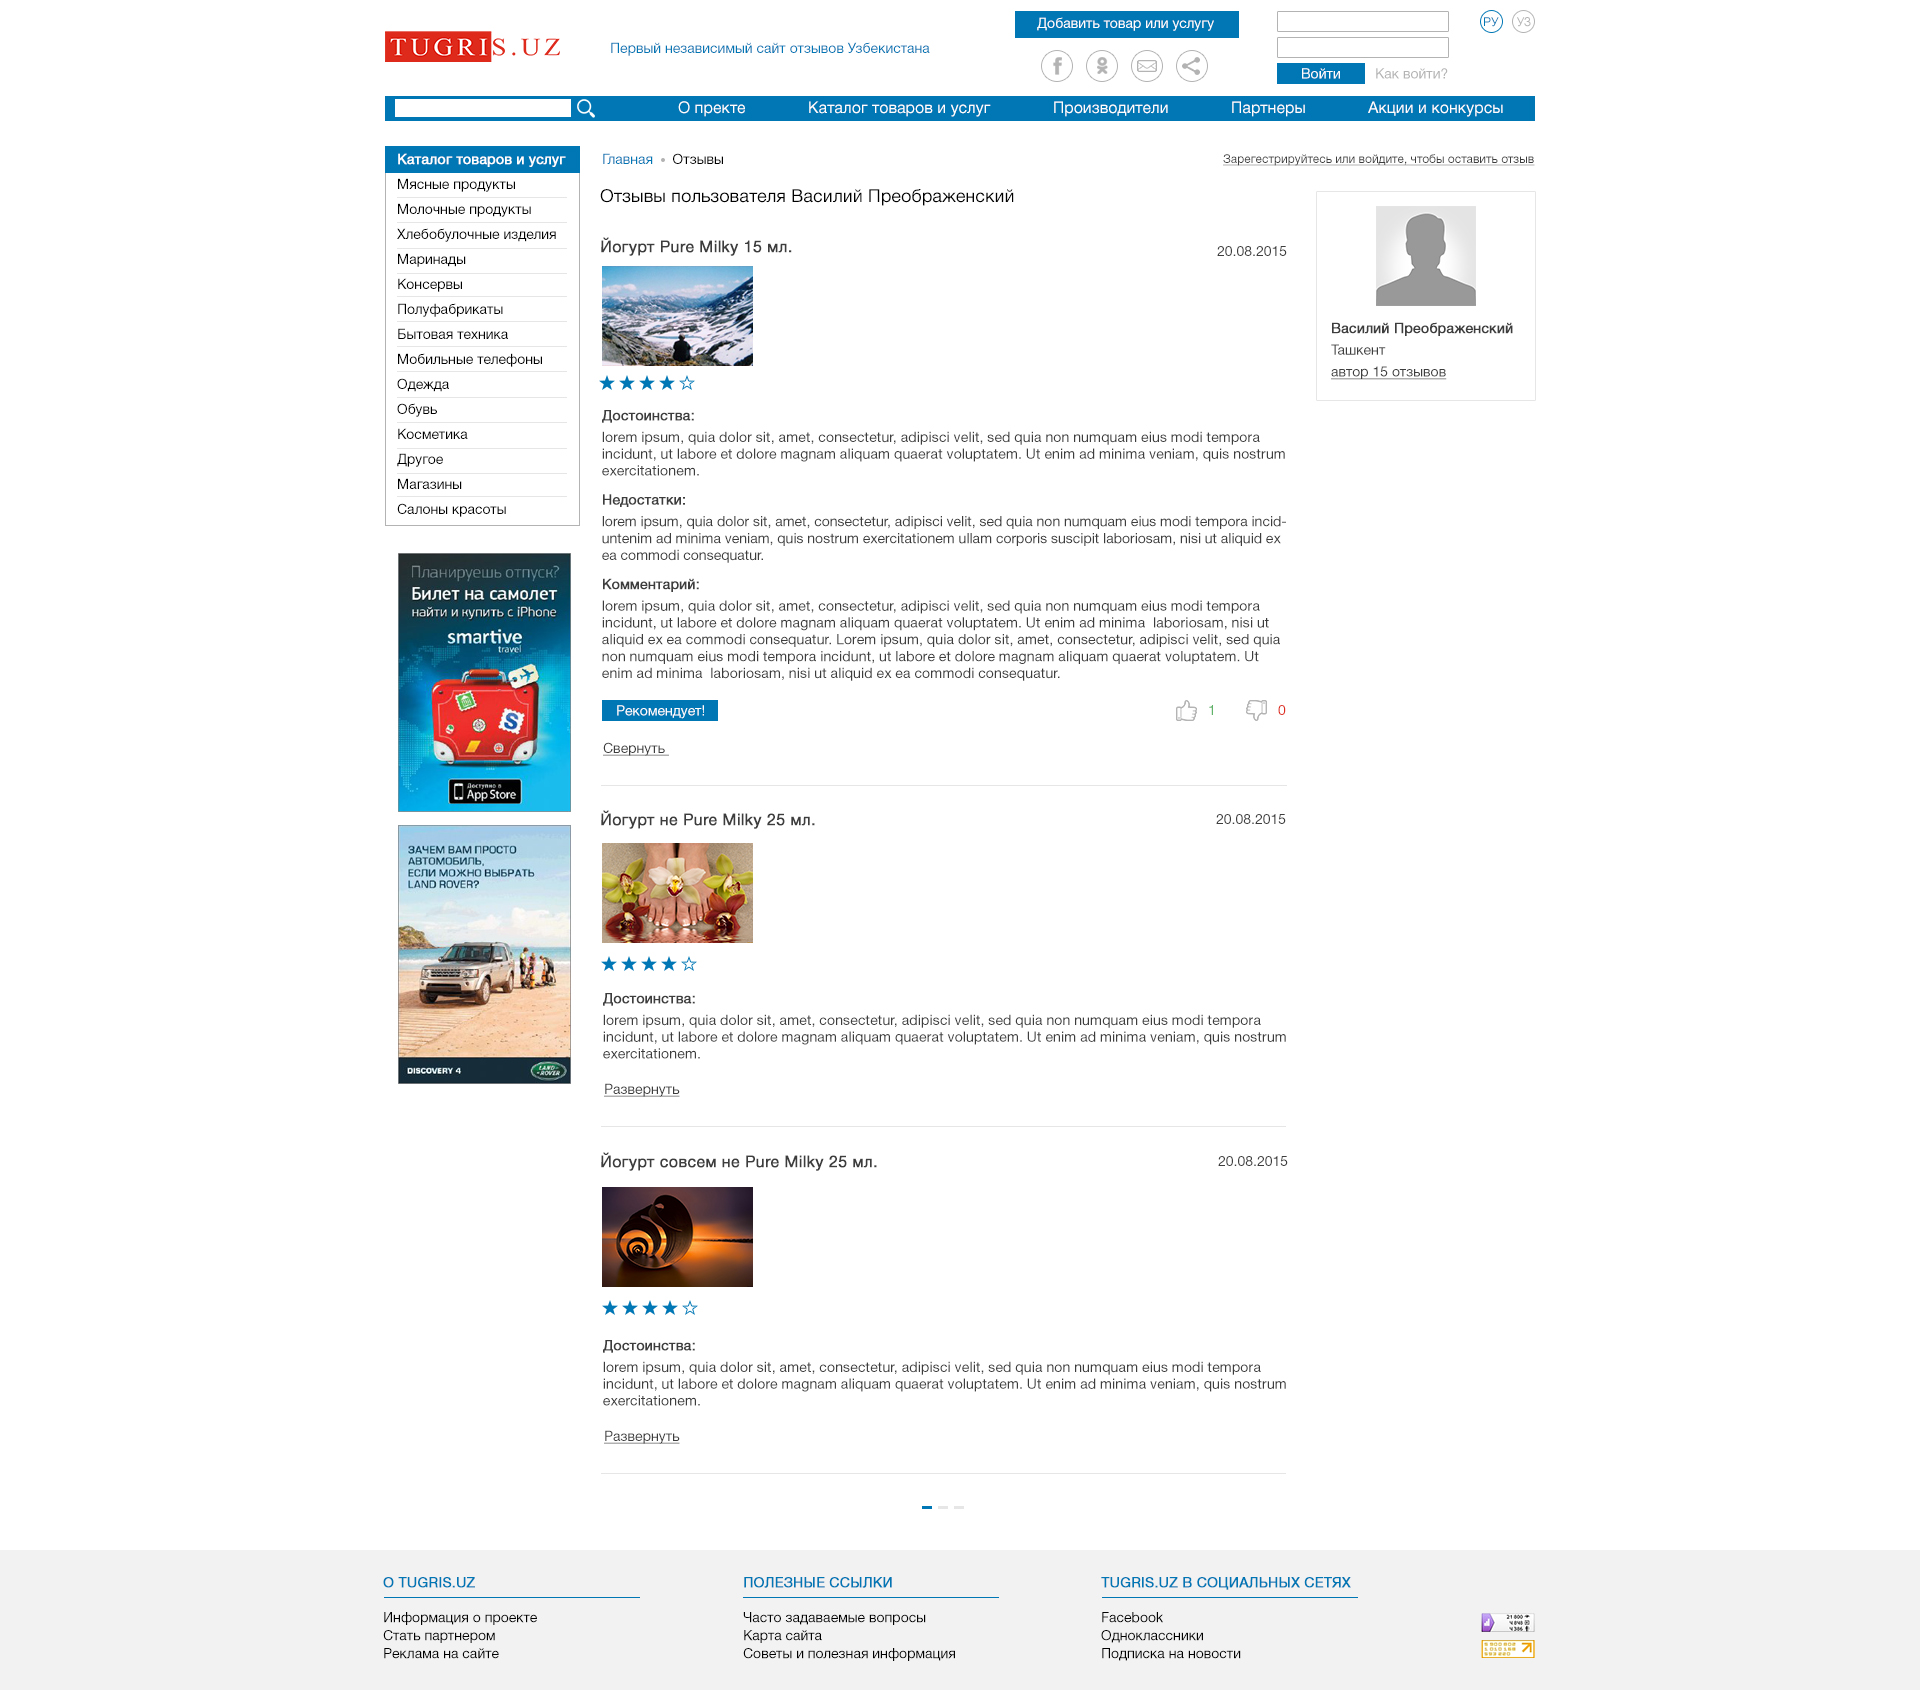 TUGRIS.UZ
Первый независимый сайт отзывов Узбекистана
Добавить товар или услугу
РУ УЗ
Войти Как войти?
О пректе Каталог товаров и услуг Производители Партнеры Акции и конкурсы
Каталог товаров и услуг
Мясные продукты
Молочные продукты
Хлебобулочные изделия
Маринады
Консервы
Полуфабрикаты
Бытовая техника
Мобильные телефоны
Одежда
Обувь
Косметика
Другое
Магазины
Салоны красоты
Планируешь отпуск?
Билет на самолет
найти и купить с iPhone
smartive
travel
S
Доступно в
App Store
ЗАЧЕМ ВАМ ПРОСТО
АВТОМОБИЛЬ,
ЕСЛИ МОЖНО ВЫБРАТЬ
LAND ROVER?
DISCOVERY 4
LAND-
ROVER
Главная • Отзывы
Зарегестрируйтесь или войдите, чтобы оставить отзыв
Отзывы пользователя Василий Преображенский
Йогурт Pure Milky 15 мл.
20.08.2015
Достоинства:
lorem ipsum, quia dolor sit, amet, consectetur, adipisci velit, sed quia non numquam eius modi tempora
incidunt, ut labore et dolore magnam aliquam quaerat voluptatem. Ut enim ad minima veniam, quis nostrum
exercitationem.
Недостатки:
lorem ipsum, quia dolor sit, amet, consectetur, adipisci velit, sed quia non numquam eius modi tempora incid-
untenim ad minima veniam, quis nostrum exercitationem ullam corporis suscipit laboriosam, nisi ut aliquid ex
ea commodi consequatur.
Комментарий:
lorem ipsum, quia dolor sit, amet, consectetur, adipisci velit, sed quia non numquam eius modi tempora
incidunt, ut labore et dolore magnam aliquam quaerat voluptatem. Ut enim ad minima laboriosam, nisi ut
aliquid ex ea commodi consequatur. Lorem ipsum, quia dolor sit, amet, consectetur, adipisci velit, sed quia
non numquam eius modi tempora incidunt, ut labore et dolore magnam aliquam quaerat voluptatem. Ut
enim ad minima laboriosam, nisi ut aliquid ex ea commodi consequatur.
Рекомендует!
1 0
Свернуть
Йогурт не Pure Milky 25 мл.
20.08.2015
Достоинства:
lorem ipsum, quia dolor sit, amet, consectetur, adipisci velit, sed quia non numquam eius modi tempora
incidunt, ut labore et dolore magnam aliquam quaerat voluptatem. Ut enim ad minima veniam, quis nostrum
exercitationem.
Развернуть
Йогурт совсем не Pure Milky 25 мл.
20.08.2015
Достоинства:
lorem ipsum, quia dolor sit, amet, consectetur, adipisci velit, sed quia non numquam eius modi tempora
incidunt, ut labore et dolore magnam aliquam quaerat voluptatem. Ut enim ad minima veniam, quis nostrum
exercitationem.
Развернуть
Василий Преображенский
Ташкент
автор 15 отзывов
О TUGRIS.UZ
Информация о проекте
Стать партнером
Реклама на сайте
ПОЛЕЗНЫЕ ССЫЛКИ
Часто задаваемые вопросы
Карта сайта
Советы и полезная информация
TUGRIS.UZ В СОЦИАЛЬНЫХ СЕТЯХ
Facebook
Одноклассники
Подписка на новости